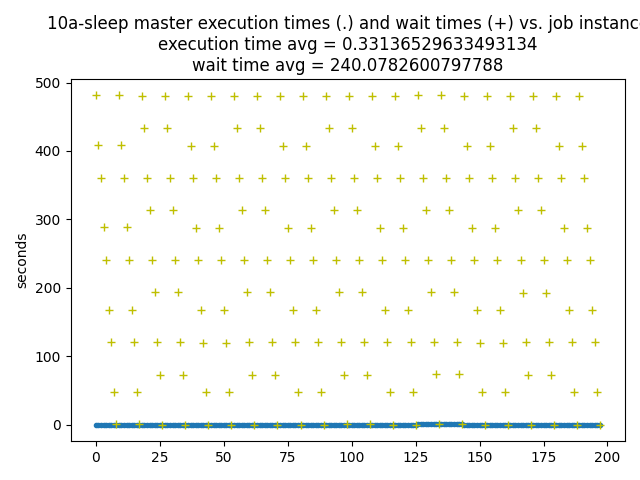 10a-sleep master execution times (.) and wait times (+) vs. job instanc
execution time avg = 0.33136529633493134
wait time avg = 240.0782600797788
500
400
300
200
100
0
seconds
0 25 50 75 100 125 150 175 200